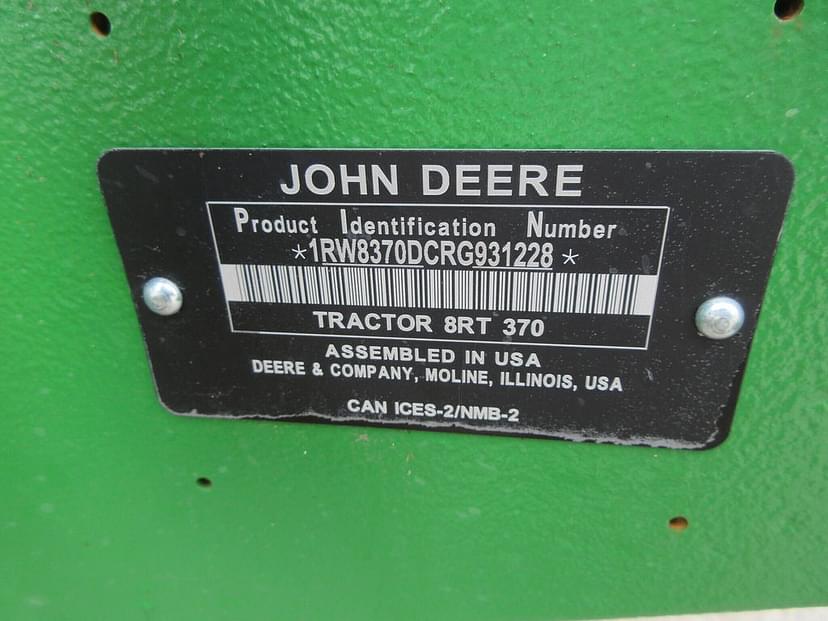 JOHN DEERE
Product Identification Number
*1RW8370DCRG931228*
TRACTOR 8RT 370
ASSEMBLED IN USA
DEERE & COMPANY, MOLINE, ILLINOIS, USA
CAN ICES-2/NMB-2